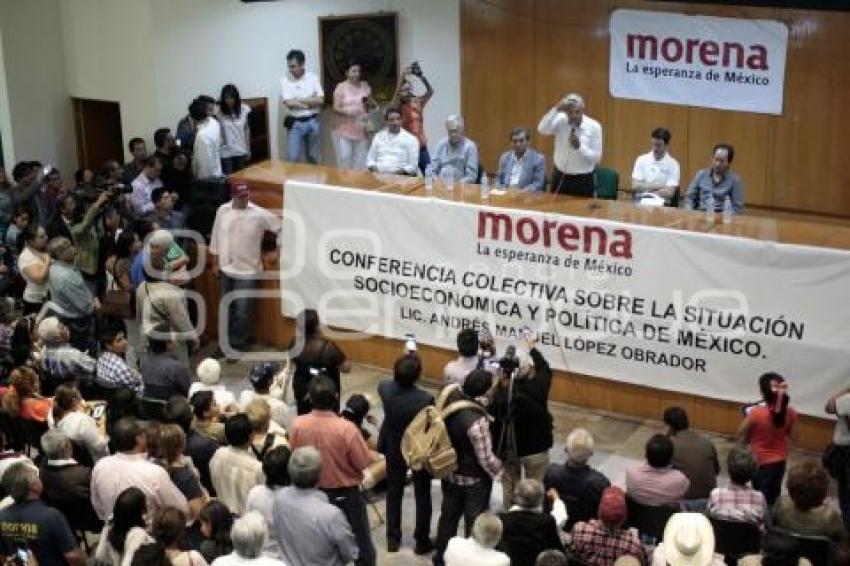 morena
La esperanza de México
morena
La esperanza de México
CONFERENCIA COLECTIVA SOBRE LA SITUACIÓN
SOCIOECONÓMICA Y POLÍTICA DE MÉXICO.
LIC. ANDRÉS MANUEL LÓPEZ OBRADOR